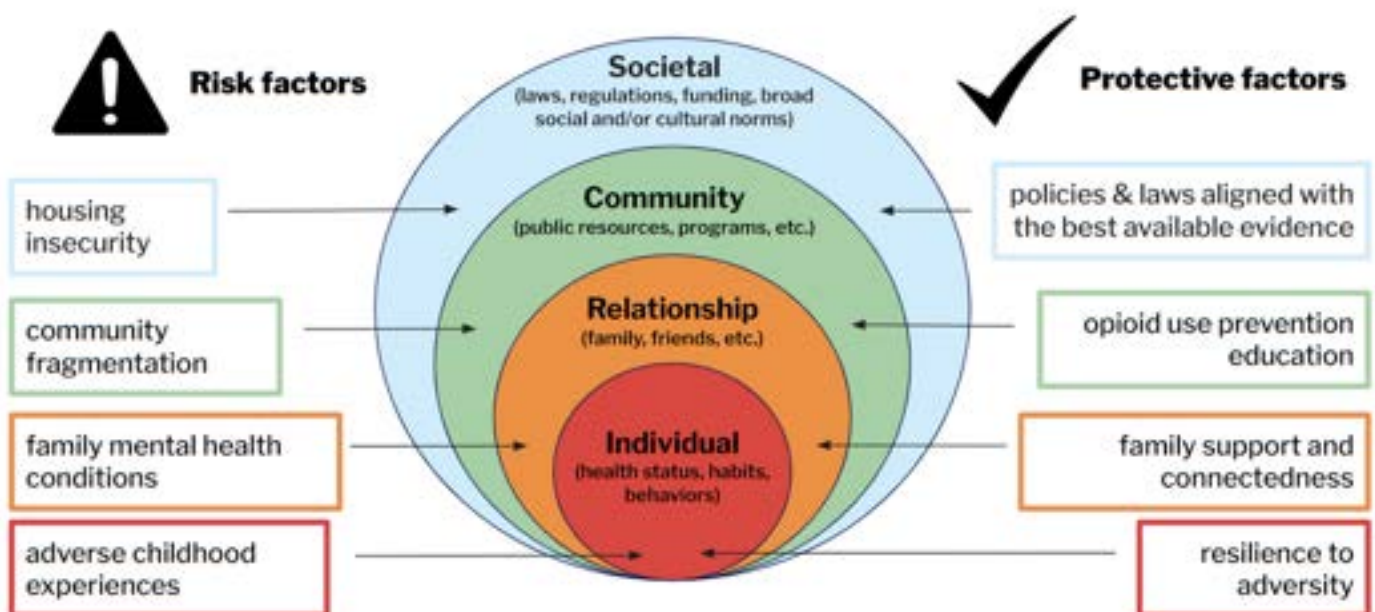 Risk factors
Societal
(laws, regulations, funding, broad
social and/or cultural norms)
Protective factors
housing
insecurity
policies & laws aligned with
the best available evidence
Community
(public resources, programs, etc.)
community
fragmentation
opioid use prevention
education
Relationship
(family, friends, etc.)
family mental health
conditions
family support and
connectedness
Individual
(health status, habits,
behaviors)
adverse childhood
experiences
resilience to
adversity